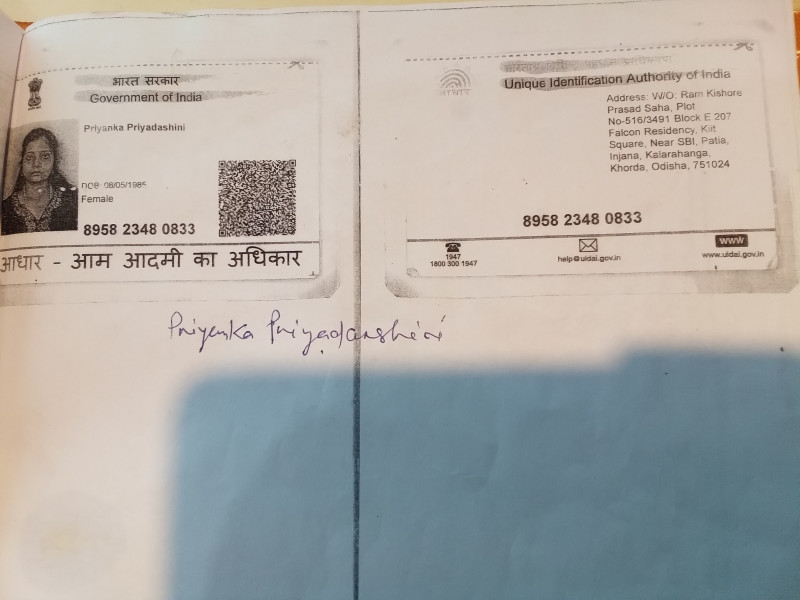 भारत सरकार
Government of India
Priyanka Priyadashini
DOB: 08/05/1985
Female
8958 2348 0833
आधार - आम आदमी का अधिकार
आधार
Unique Identification Authority of India
Address: W/O: Ram Kishore
Prasad Saha, Plot
No-516/3491 Block E 207
Falcon Residency, Kiit
Square, Near SBI, Patia,
Injana, Kalarahanga,
Khorda, Odisha, 751024
8958 2348 0833
1947
1800 300 1947
help@uidai.gov.in
www
www.uidai.gov.in
Priyanka Priyadarshini